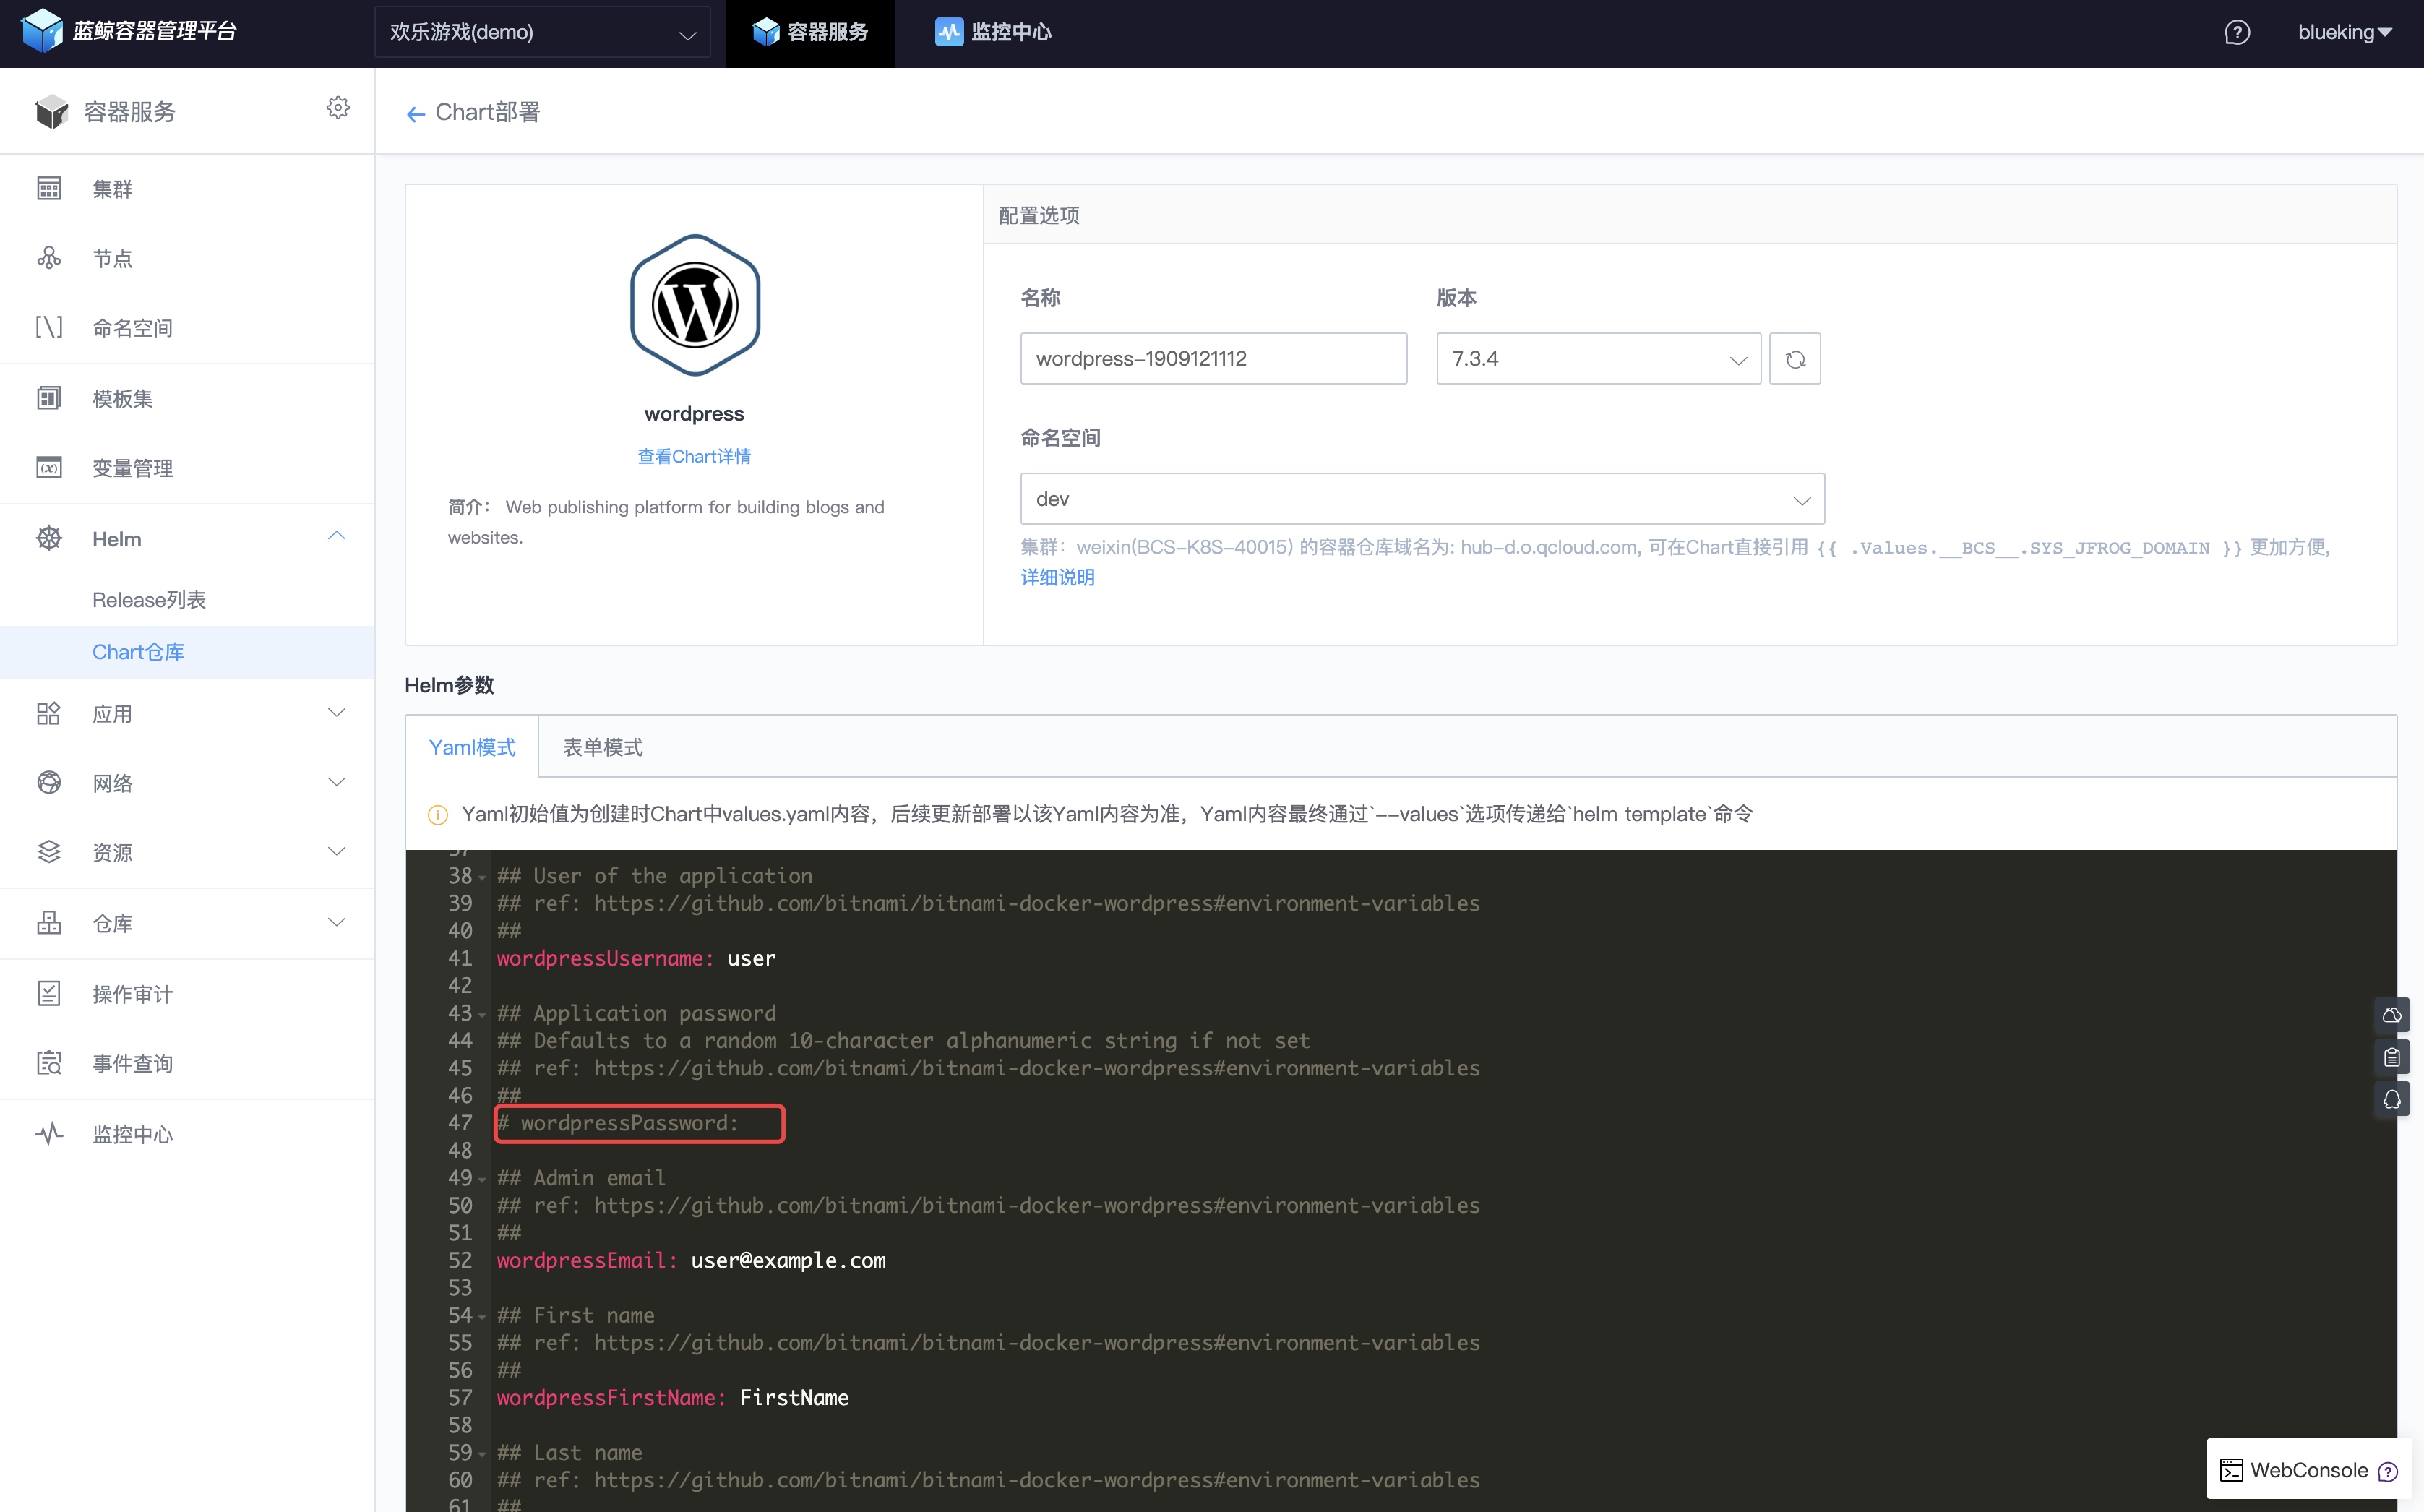 蓝鲸容器管理平台
欢乐游戏(demo)
容器服务
监控中心
blueking
容器服务
Chart部署
集群
节点
命名空间
模板集
变量管理
Helm
Release列表
Chart仓库
应用
网络
资源
仓库
操作审计
事件查询
监控中心
wordpress
查看Chart详情
简介： Web publishing platform for building blogs and
websites.
配置选项
名称
版本
wordpress-1909121112
7.3.4
命名空间
dev
集群：weixin(BCS-K8S-40015) 的容器仓库域名为: hub-d.o.qcloud.com, 可在Chart直接引用 {{ .Values.__BCS__.SYS_JFROG_DOMAIN }} 更加方便,
详细说明
Helm参数
Yaml模式
表单模式
Yaml初始值为创建时Chart中values.yaml内容，后续更新部署以该Yaml内容为准，Yaml内容最终通过`--values`选项传递给`helm template`命令
37
38 ## User of the application
39 ## ref: https://github.com/bitnami/bitnami-docker-wordpress#environment-variables
40 ##
41 wordpressUsername: user
42
43 ## Application password
44 ## Defaults to a random 10-character alphanumeric string if not set
45 ## ref: https://github.com/bitnami/bitnami-docker-wordpress#environment-variables
46 ##
47 # wordpressPassword:
48
49 ## Admin email
50 ## ref: https://github.com/bitnami/bitnami-docker-wordpress#environment-variables
51 ##
52 wordpressEmail: user@example.com
53
54 ## First name
55 ## ref: https://github.com/bitnami/bitnami-docker-wordpress#environment-variables
56 ##
57 wordpressFirstName: FirstName
58
59 ## Last name
60 ## ref: https://github.com/bitnami/bitnami-docker-wordpress#environment-variables
61 ##
WebConsole